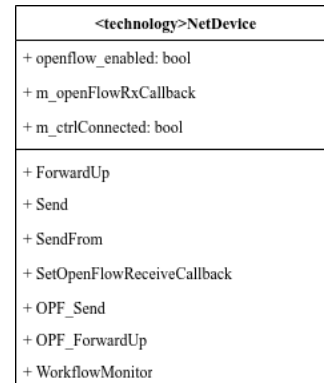 <technology>NetDevice
+ openflow_enabled: bool
+ m_openFlowRxCallback
+ m_ctrlConnected: bool
+ ForwardUp
+ Send
+ SendFrom
+ SetOpenFlowReceiveCallback
+ OPF_Send
+ OPF_ForwardUp
+ WorkflowMonitor